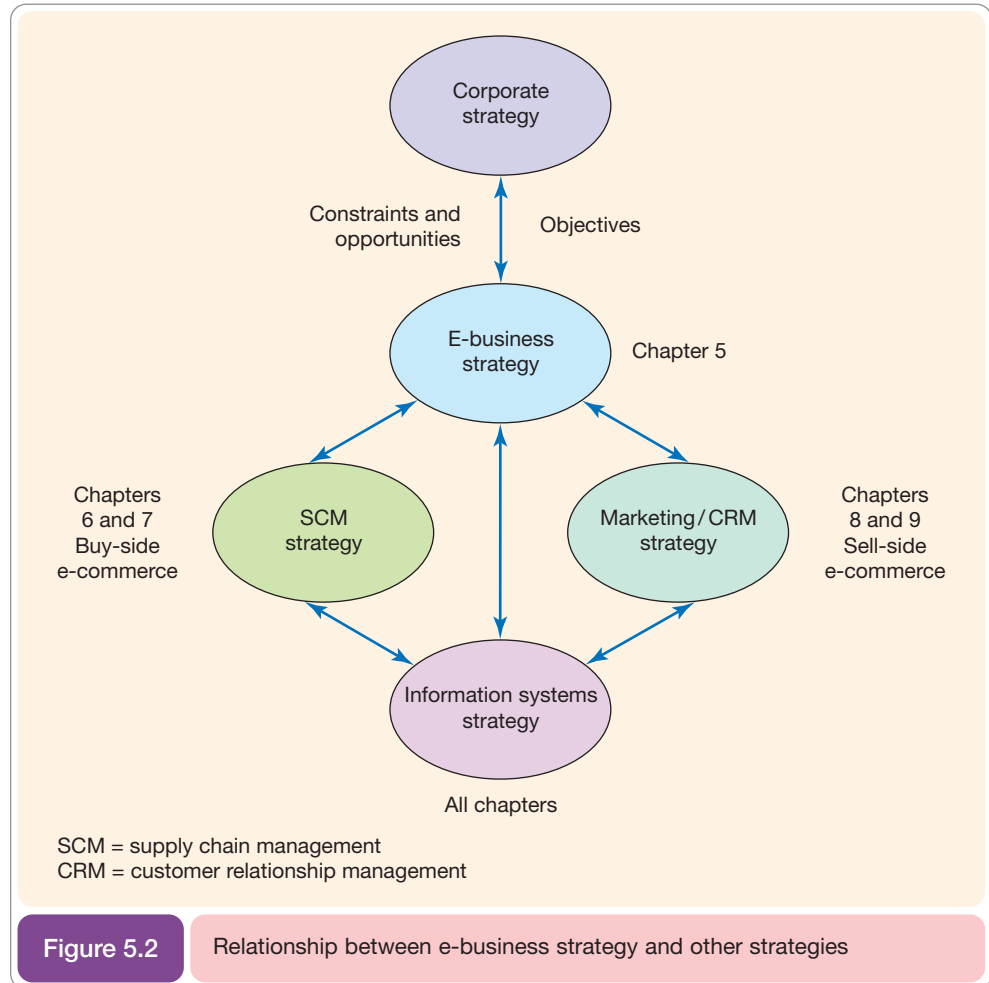 Corporate
strategy
Constraints and
opportunities
Objectives
E-business
strategy
Chapter 5
Chapters
6 and 7
Buy-side
e-commerce
SCM
strategy
Marketing/CRM
strategy
Chapters
8 and 9
Sell-side
e-commerce
Information systems
strategy
All chapters
SCM = supply chain management
CRM = customer relationship management
Figure 5.2
Relationship between e-business strategy and other strategies